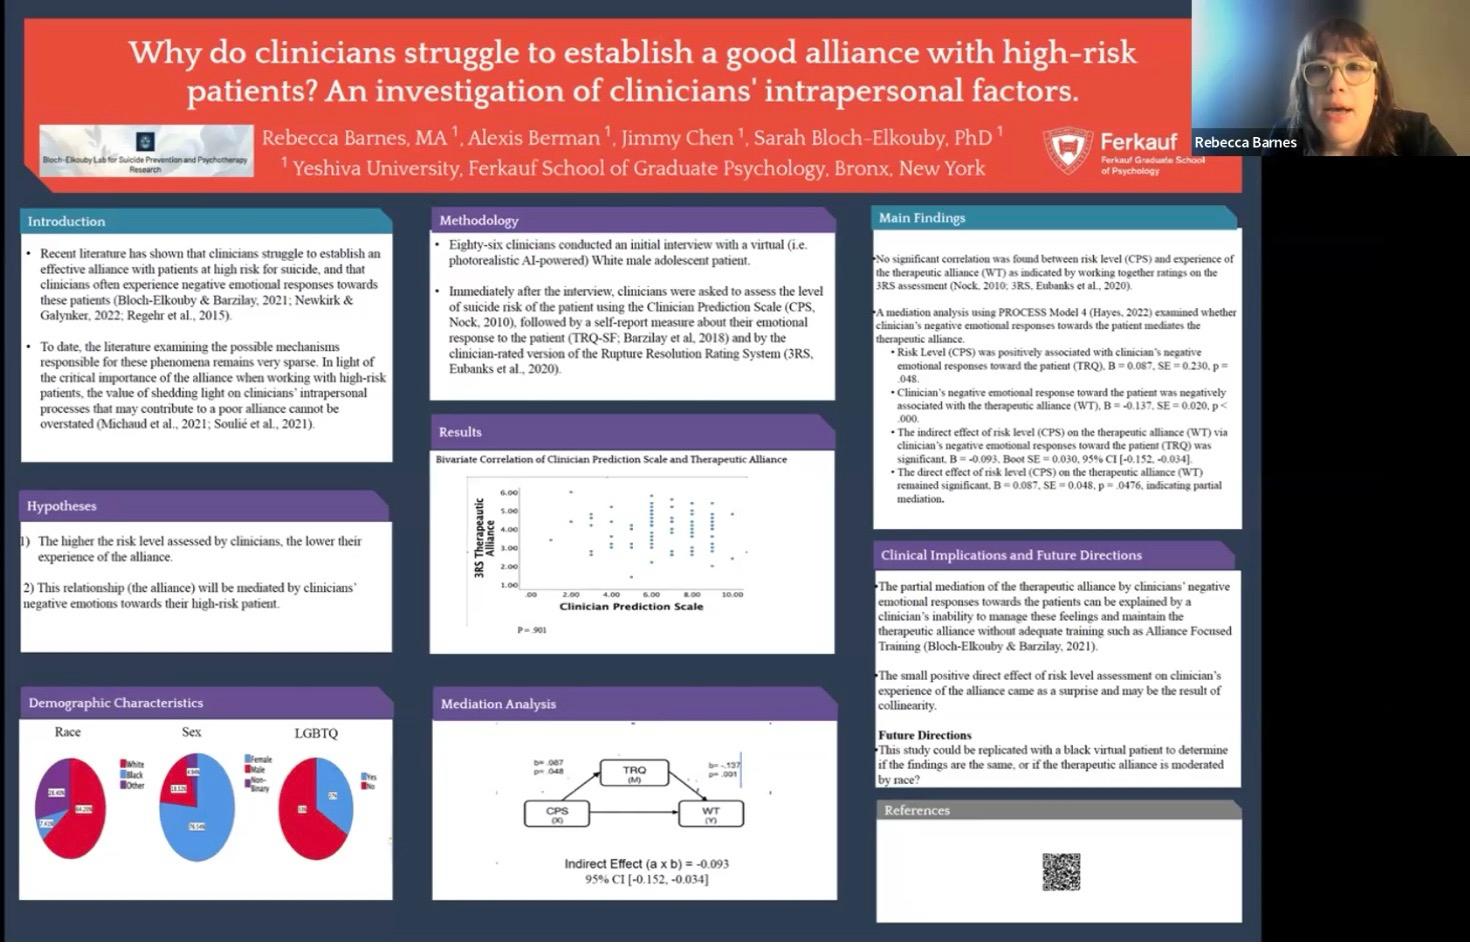 Why do clinicians struggle to establish a good alliance with high-risk
patients? An investigation of clinicians' intrapersonal factors.
Bloch-Elkouby Lab for Suicide Prevention and Psychotherapy
Research
Rebecca Barnes, MA 1, Alexis Berman 1, Jimmy Chen 1, Sarah Bloch-Elkouby, PhD 1
1 Yeshiva University, Ferkauf School of Graduate Psychology, Bronx, New York
Ferkauf
Ferkauf Graduate School
of Psychology
Rebecca Barnes
Introduction
• Recent literature has shown that clinicians struggle to establish an
effective alliance with patients at high risk for suicide, and that
clinicians often experience negative emotional responses towards
these patients (Bloch-Elkouby & Barzilay, 2021; Newkirk &
Galynker, 2022; Regehr et al., 2015).
• To date, the literature examining the possible mechanisms
responsible for these phenomena remains very sparse. In light of
the critical importance of the alliance when working with high-risk
patients, the value of shedding light on clinicians' intrapersonal
processes that may contribute to a poor alliance cannot be
overstated (Michaud et al., 2021; Soulié et al., 2021).
Hypotheses
1) The higher the risk level assessed by clinicians, the lower their
experience of the alliance.
2) This relationship (the alliance) will be mediated by clinicians'
negative emotions towards their high-risk patient.
Demographic Characteristics
Race
Sex
LGBTQ
White
Black
Other
Female
Male
Non-
Binary
Yes
No
Methodology
• Eighty-six clinicians conducted an initial interview with a virtual (i.e.
photorealistic AI-powered) White male adolescent patient.
• Immediately after the interview, clinicians were asked to assess the level
of suicide risk of the patient using the Clinician Prediction Scale (CPS,
Nock, 2010), followed by a self-report measure about their emotional
response to the patient (TRQ-SF; Barzilay et al, 2018) and by the
clinician-rated version of the Rupture Resolution Rating System (3RS,
Eubanks et al., 2020).
Results
Bivariate Correlation of Clinician Prediction Scale and Therapeutic Alliance
3RS Therapeautic
Alliance
6.00
5.00
4.00
3.00
2.00
1.00
.00 2.00 4.00 6.00 8.00 10.00
Clinician Prediction Scale
P = .901
Mediation Analysis
b= .087
p= .048
TRQ
(M)
b= -.137
p= .001
CPS
(X)
WT
(Y)
Indirect Effect (a x b) = -0.093
95% CI [-0.152, -0.034]
Main Findings
•No significant correlation was found between risk level (CPS) and experience of
the therapeutic alliance (WT) as indicated by working together ratings on the
3RS assessment (Nock, 2010; 3RS, Eubanks et al., 2020).
•A mediation analysis using PROCESS Model 4 (Hayes, 2022) examined whether
clinician's negative emotional responses towards the patient mediates the
therapeutic alliance.
• Risk Level (CPS) was positively associated with clinician's negative
emotional responses toward the patient (TRQ), B = 0.087, SE = 0.230, p =
.048.
• Clinician's negative emotional response toward the patient was negatively
associated with the therapeutic alliance (WT), B = -0.137, SE = 0.020, p <
.000.
• The indirect effect of risk level (CPS) on the therapeutic alliance (WT) via
clinician's negative emotional responses toward the patient (TRQ) was
significant, B = -0.093, Boot SE = 0.030, 95% CI [-0.152, -0.034].
• The direct effect of risk level (CPS) on the therapeutic alliance (WT)
remained significant, B = 0.087, SE = 0.048, p = .0476, indicating partial
mediation.
Clinical Implications and Future Directions
•The partial mediation of the therapeutic alliance by clinicians' negative
emotional responses towards the patients can be explained by a
clinician's inability to manage these feelings and maintain the
therapeutic alliance without adequate training such as Alliance Focused
Training (Bloch-Elkouby & Barzilay, 2021).
•The small positive direct effect of risk level assessment on clinician's
experience of the alliance came as a surprise and may be the result of
collinearity.
Future Directions
•This study could be replicated with a black virtual patient to determine
if the findings are the same, or if the therapeutic alliance is moderated
by race?
References